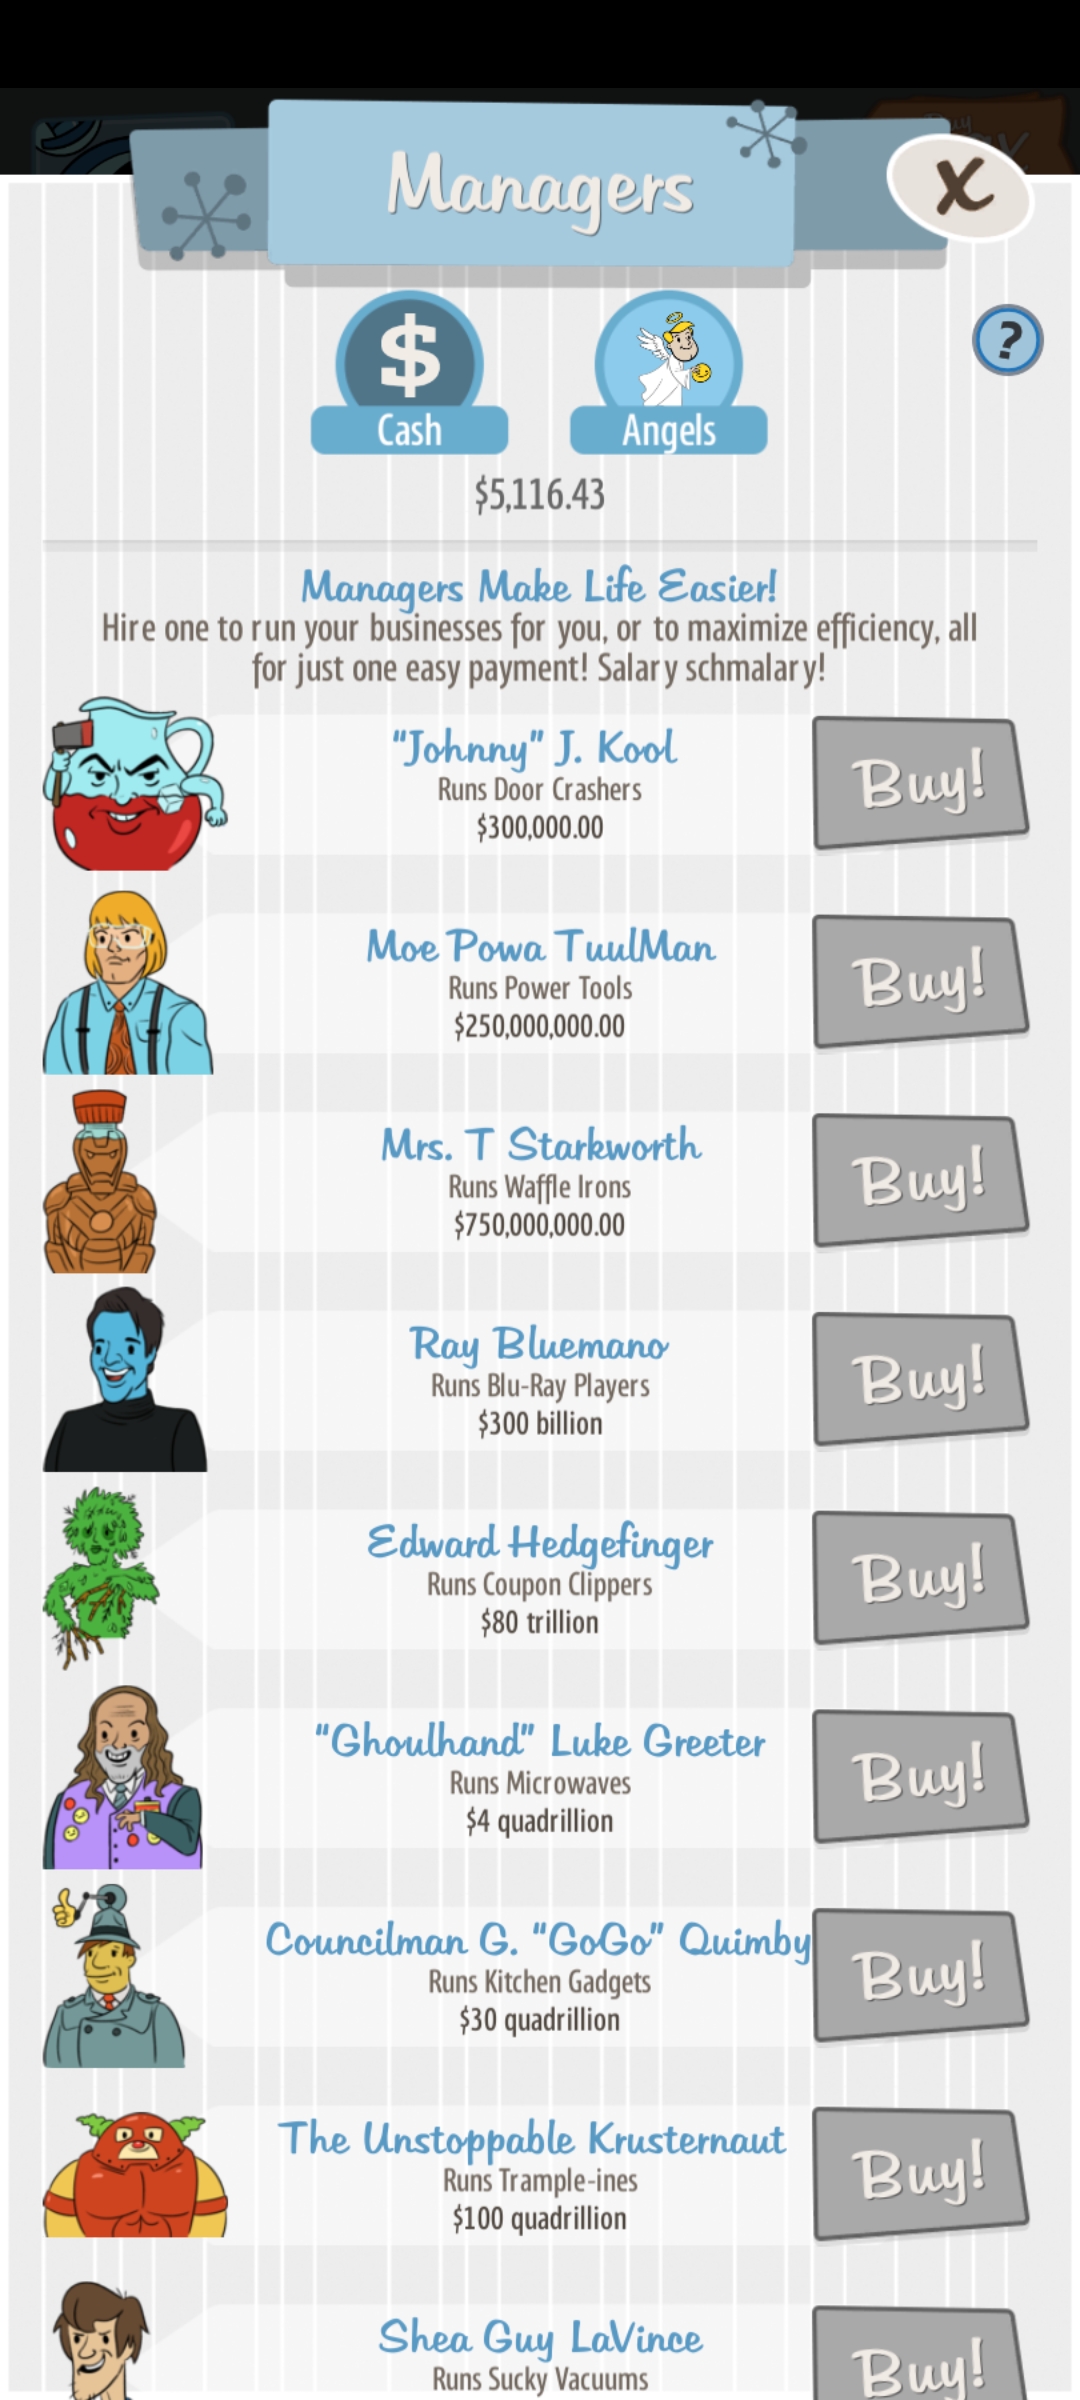 Managers
X
$
?
Cash
Angels
$5,116.43
Managers Make Life Easier!
Hire one to run your businesses for you, or to maximize efficiency, all
for just one easy payment! Salary schmalary!
"Johnny" J. Kool
Runs Door Crashers
$300,000.00
Buy!
Moe Powa TuulMan
Runs Power Tools
$250,000,000.00
Buy!
Mrs. T Starkworth
Runs Waffle Irons
$750,000,000.00
Buy!
Ray Bluemano
Runs Blu-Ray Players
$300 billion
Buy!
Edward Hedgefinger
Runs Coupon Clippers
$80 trillion
Buy!
"Ghoulhand" Luke Greeter
Runs Microwaves
$4 quadrillion
Buy!
Councilman G. "GoGo" Quimby
Runs Kitchen Gadgets
$30 quadrillion
Buy!
The Unstoppable Krusternaut
Runs Trample-ines
$100 quadrillion
Buy!
Shea Guy LaVince
Runs Sucky Vacuums
Buy!